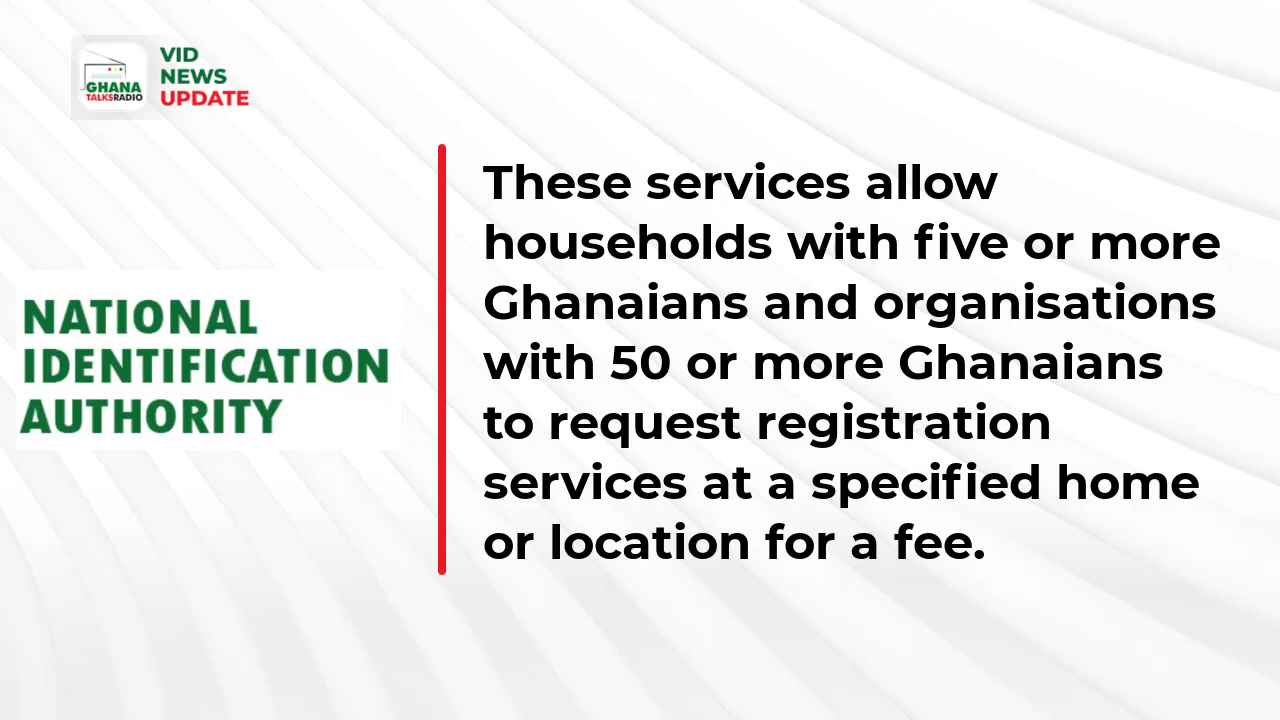 GHANA
TALKSRADIO
VID
NEWS
UPDATE
NATIONAL
IDENTIFICATION
AUTHORITY
These services allow
households with five or more
Ghanaians and organisations
with 50 or more Ghanaians
to request registration
services at a specified home
or location for a fee.